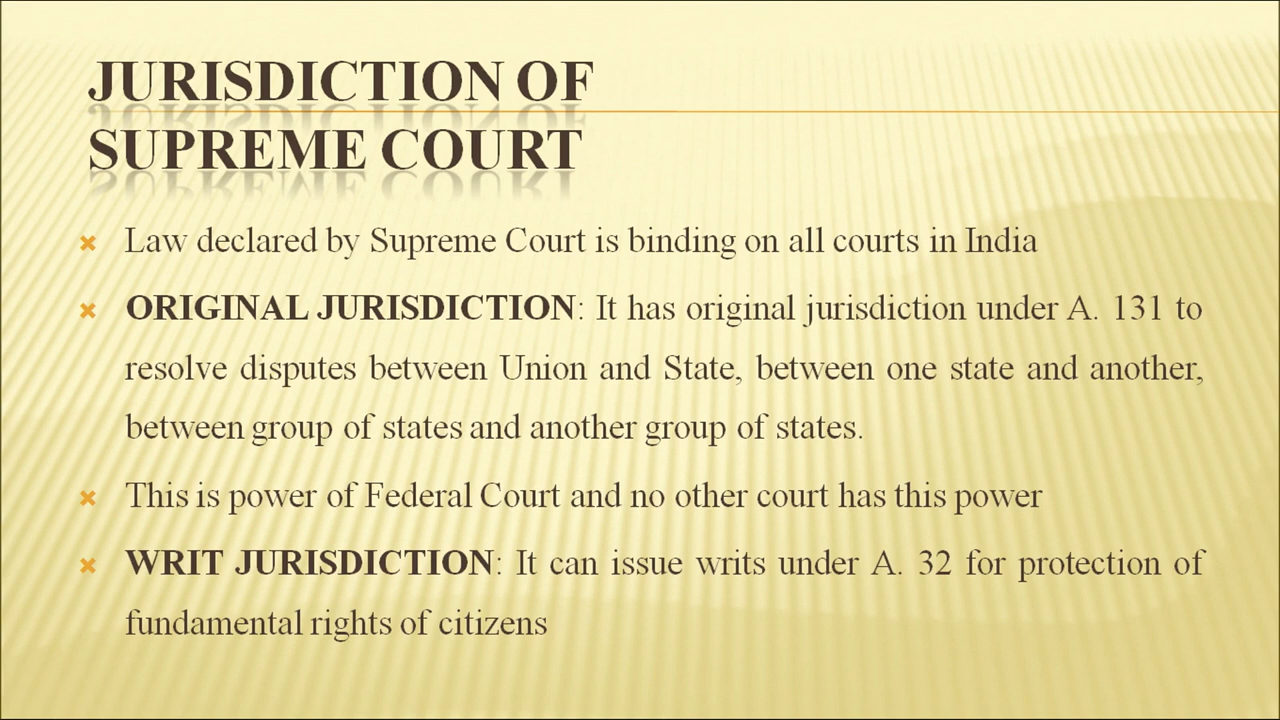 JURISDICTION OF
SUPREME COURT
Law declared by Supreme Court is binding on all courts in India
ORIGINAL JURISDICTION: It has original jurisdiction under A. 131 to
resolve disputes between Union and State, between one state and another,
between group of states and another group of states.
This is power of Federal Court and no other court has this power
WRIT JURISDICTION: It can issue writs under A. 32 for protection of
fundamental rights of citizens